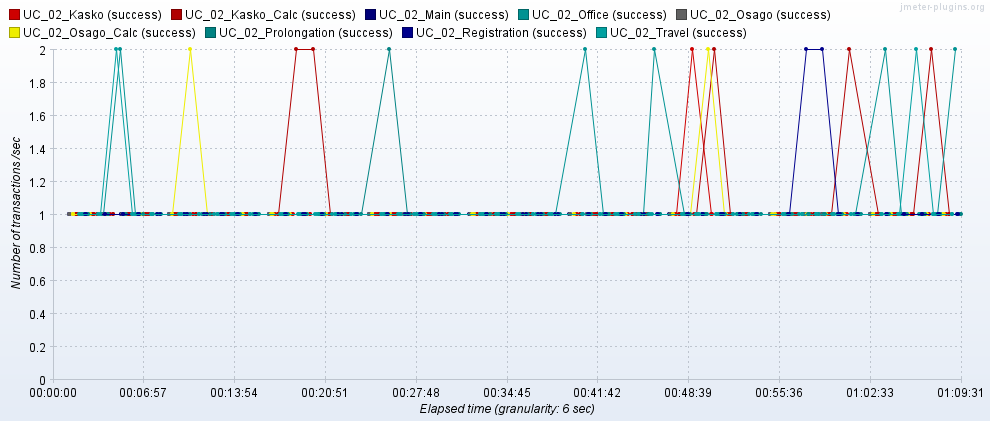 jmeter-plugins.org
UC_02_Kasko (success) UC_02_Kasko_Calc (success) UC_02_Main (success) UC_02_Office (success) UC_02_Osago (success)
UC_02_Osago_Calc (success) UC_02_Prolongation (success) UC_02_Registration (success) UC_02_Travel (success)
Number of transactions /sec
2
1.8
1.6
1.4
1.2
1
0.8
0.6
0.4
0.2
0
00:00:00 00:06:57 00:13:54 00:20:51 00:27:48 00:34:45 00:41:42 00:48:39 00:55:36 01:02:33 01:09:31
Elapsed time (granularity: 6 sec)